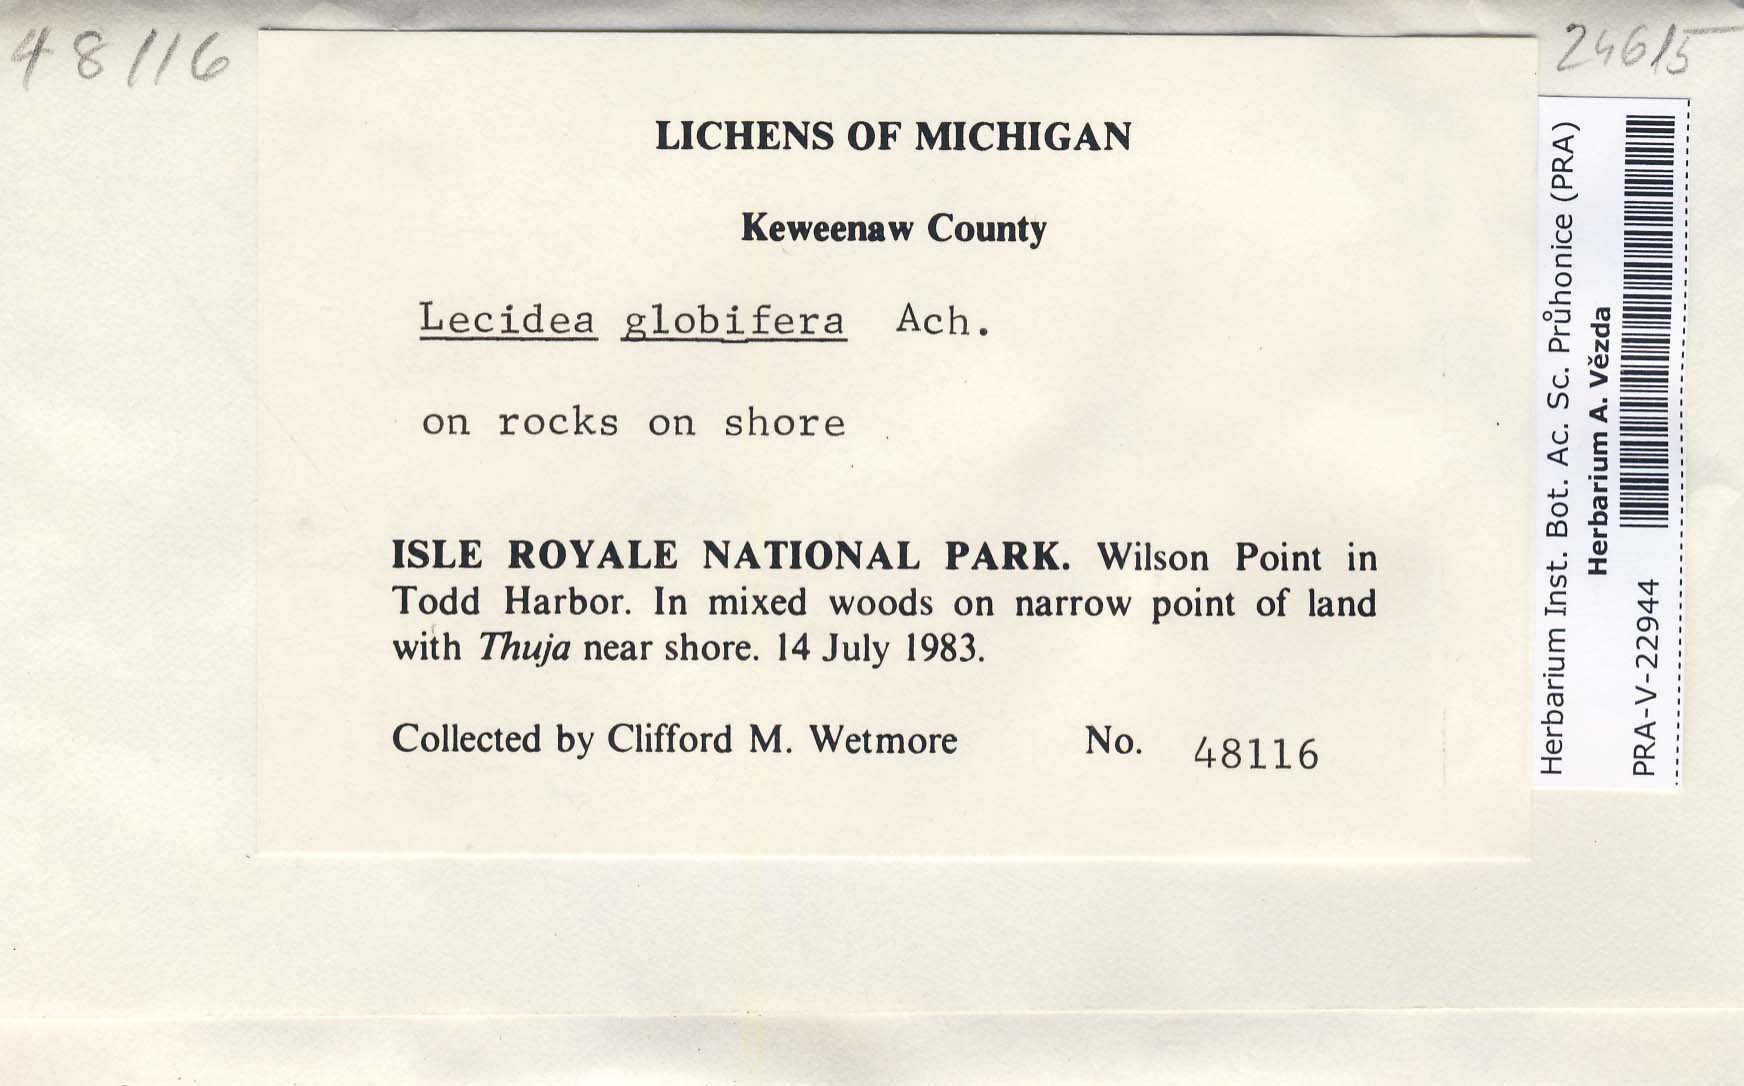 48116
24615
LICHENS OF MICHIGAN
Keweenaw County
Lecidea globifera Ach.
on rocks on shore
ISLE ROYALE NATIONAL PARK. Wilson Point in
Todd Harbor. In mixed woods on narrow point of land
with Thuja near shore. 14 July 1983.
Collected by Clifford M. Wetmore No. 48116
Herbarium Inst. Bot. Ac. Sc. Průhonice (PRA)
Herbarium A. Vězda
PRA-V-22944